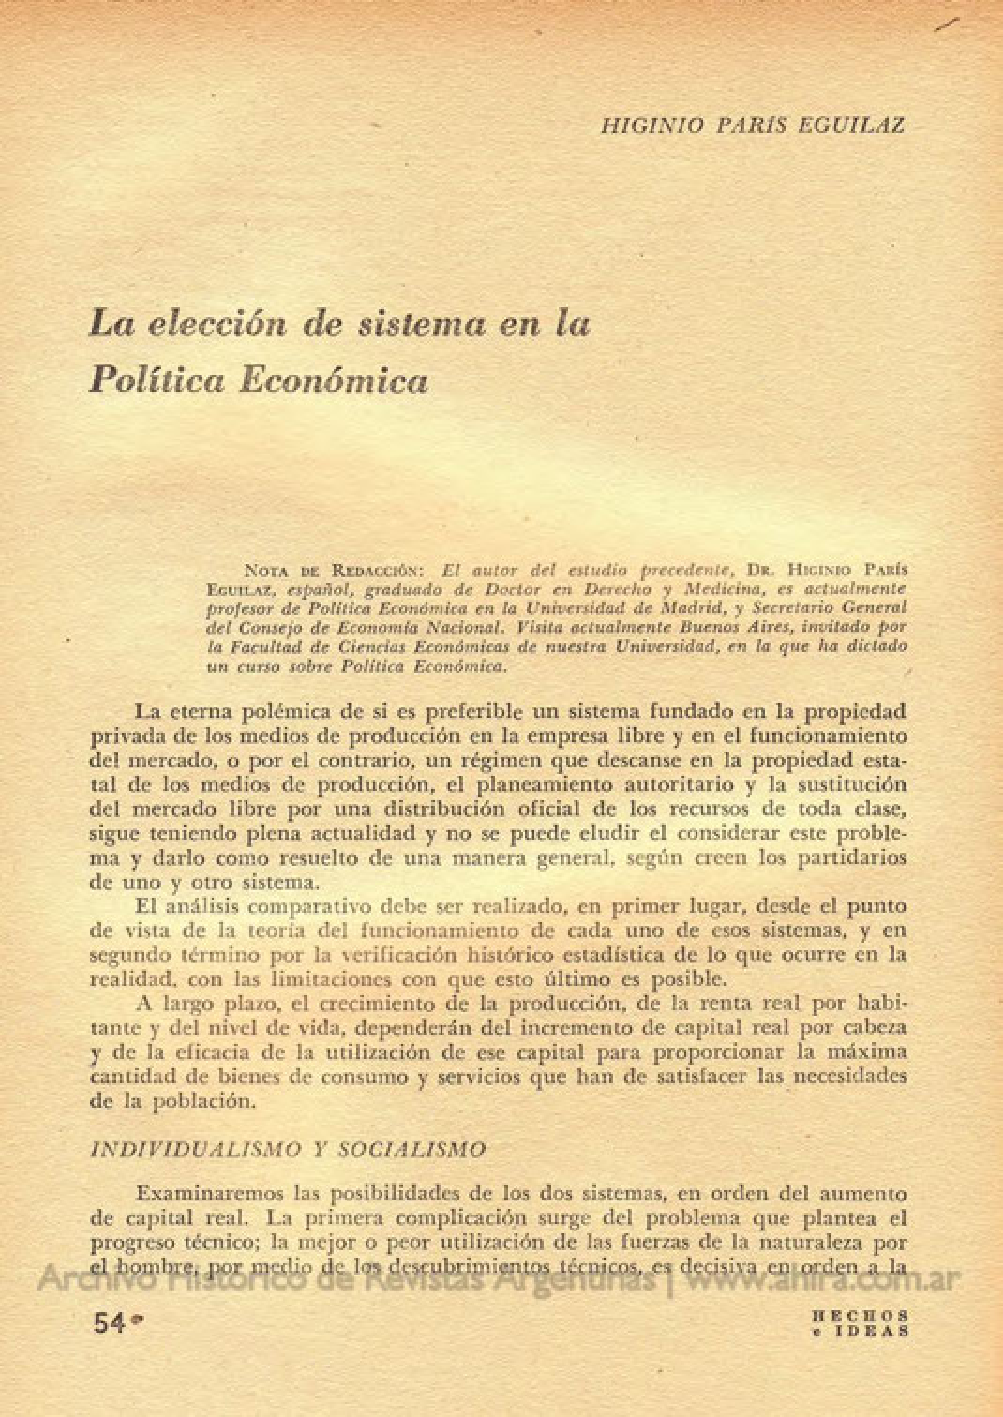 HIGINIO PARÍS EGUILAZ
La elección de sistema en la
Política Económica
NOTA DE REDACCIÓN: El autor del estudio precedente, DR. HIGINIO PARÍS
EGUILAZ, español, graduado de Doctor en Derecho y Medicina, es actualmente
profesor de Política Económica en la Universidad de Madrid, y Secretario General
del Consejo de Economía Nacional. Visita actualmente Buenos Aires, invitado por
la Facultad de Ciencias Económicas de nuestra Universidad, en la que ha dictado
un curso sobre Política Económica.
La eterna polémica de si es preferible un sistema fundado en la propiedad
privada de los medios de producción en la empresa libre y en el funcionamiento
del mercado, o por el contrario, un régimen que descanse en la propiedad esta-
tal de los medios de producción, el planeamiento autoritario y la sustitución
del mercado libre por una distribución oficial de los recursos de toda clase,
sigue teniendo plena actualidad y no se puede eludir el considerar este proble-
ma y darlo como resuelto de una manera general, según creen los partidarios
de uno y otro sistema.
El análisis comparativo debe ser realizado, en primer lugar, desde el punto
de vista de la teoría del funcionamiento de cada uno de esos sistemas, y en
segundo término por la verificación histórico estadística de lo que ocurre en la
realidad, con las limitaciones con que esto último es posible.
A largo plazo, el crecimiento de la producción, de la renta real por habi-
tante y del nivel de vida, dependerán del incremento de capital real por cabeza
y de la eficacia de la utilización de ese capital para proporcionar la máxima
cantidad de bienes de consumo y servicios que han de satisfacer las necesidades
de la población.
INDIVIDUALISMO Y SOCIALISMO
Examinaremos las posibilidades de los dos sistemas, en orden del aumento
de capital real. La primera complicación surge del problema que plantea el
progreso técnico; la mejor o peor utilización de las fuerzas de la naturaleza por
el hombre, por medio de los descubrimientos técnicos, es decisiva en orden a la
Archivo Histórico de Revistas Argentinas | www.ahira.com.ar
54
HECHOS
e IDEAS